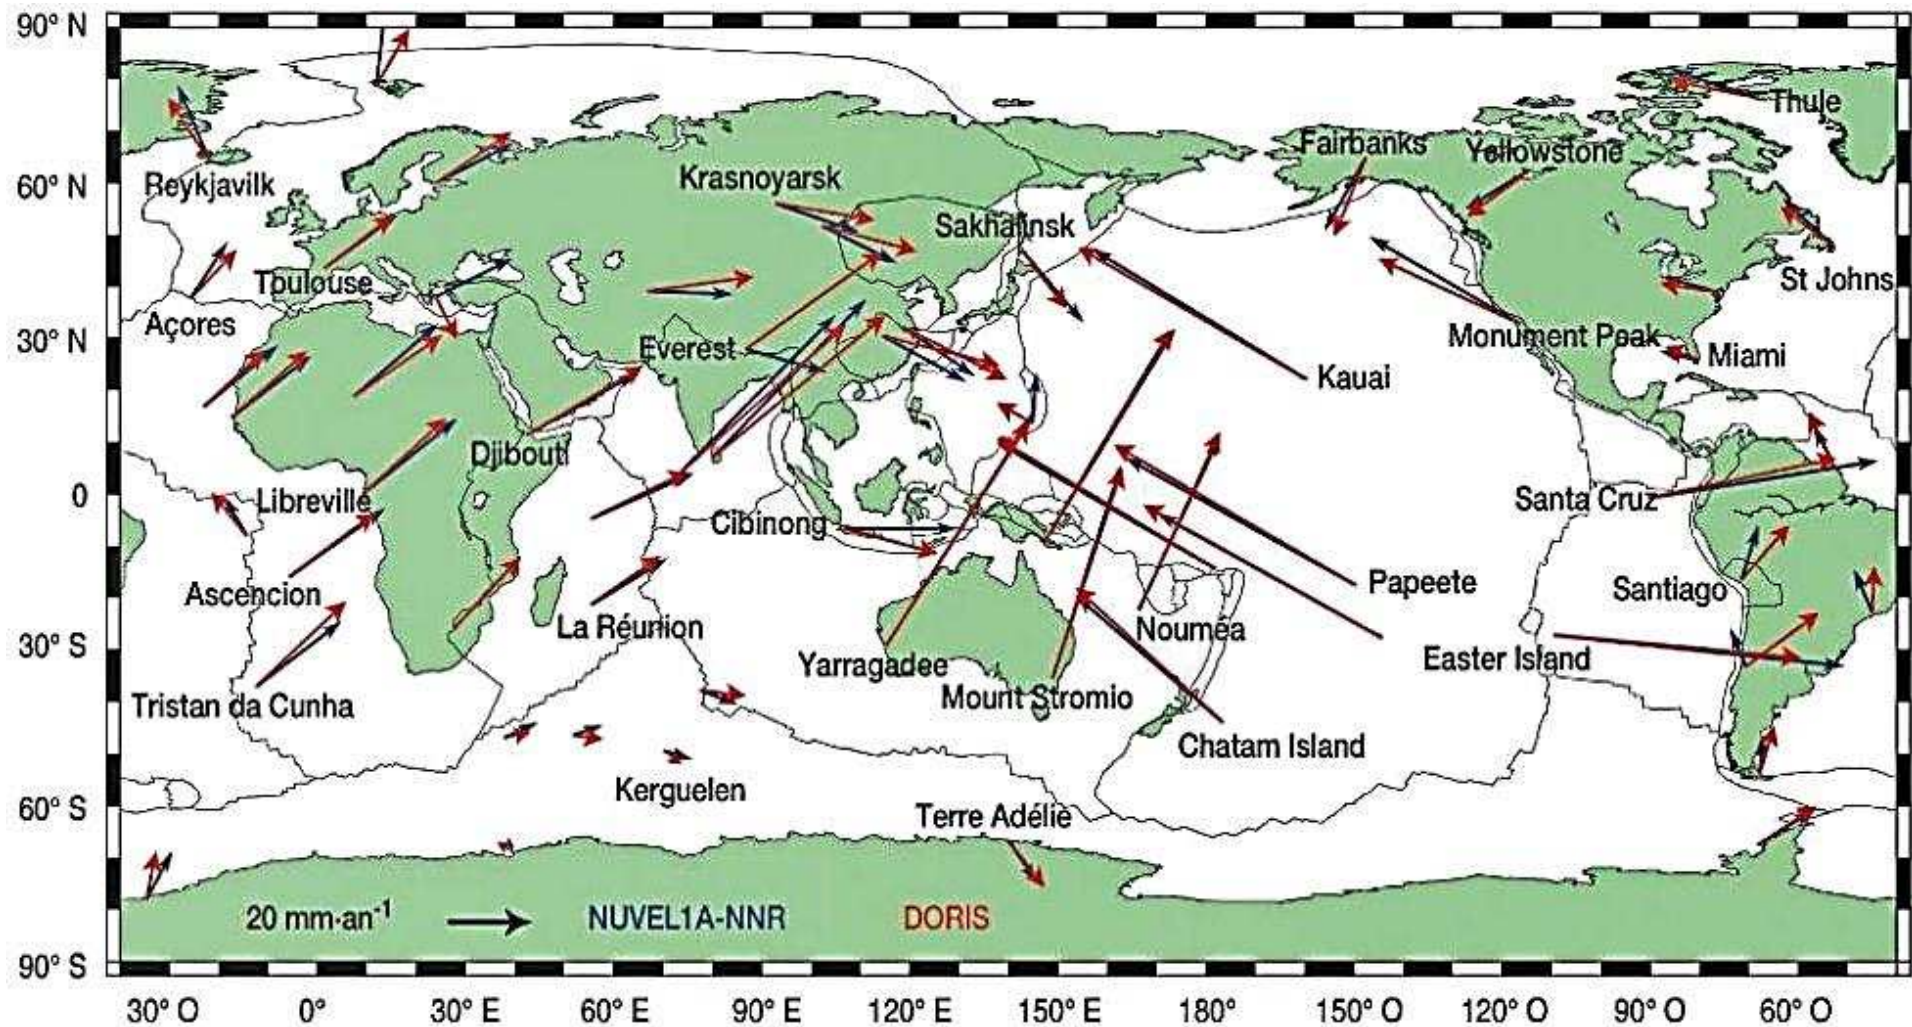 90° N
60° N
30° N
0
30° S
60° S
90° S
Thule
Fairbanks
Yellowstone
Reykjavilk
Krasnoyarsk
Sakhalinsk
Toulouse
St Johns
Açores
Everest
Monument Peak
Miami
Kauai
Djibouti
Libreville
Santa Cruz
Cibinong
Ascencion
Papeete
Santiago
La Réunion
Nouméa
Yarragadee
Easter Island
Mount Stromio
Tristan da Cunha
Chatam Island
Kerguelen
Terre Adélie
20 mm·an⁻¹ NUVEL1A-NNR DORIS
30° O 0° 30° E 60° E 90° E 120° E 150° E 180° 150° O 120° O 90° O 60° O